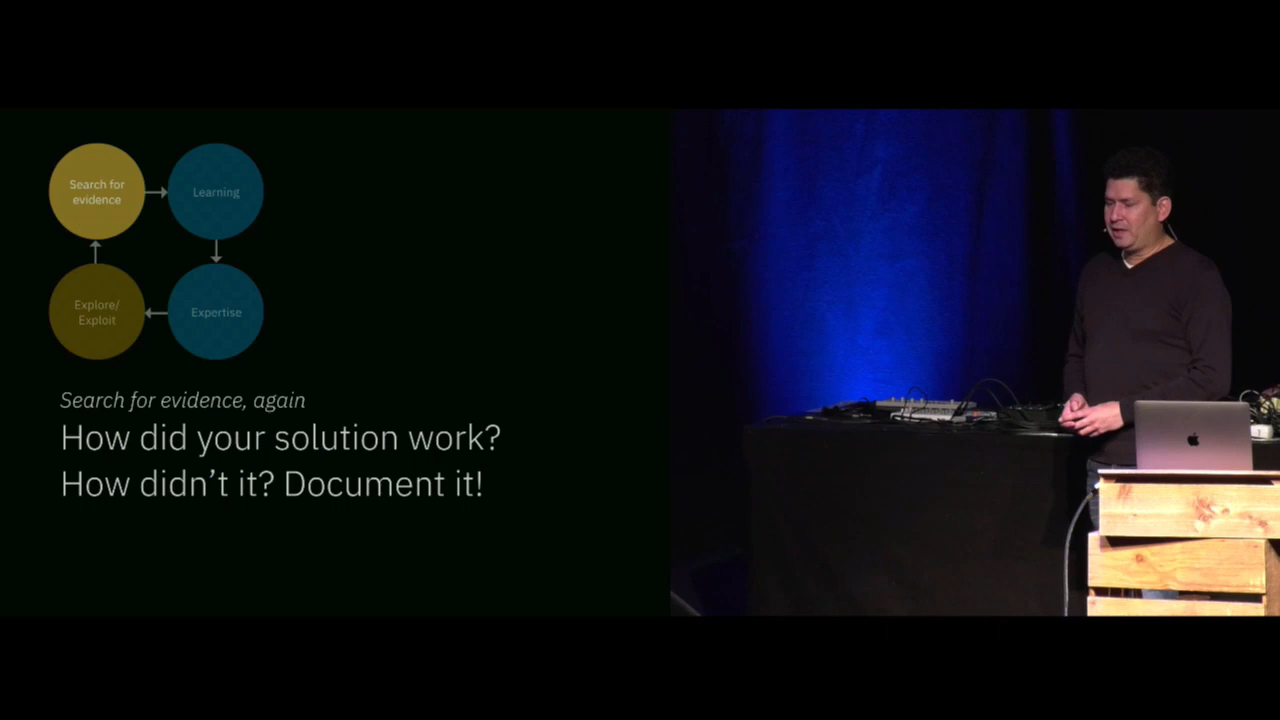 Search for
evidence
Learning
Explore/
Exploit
Expertise
Search for evidence, again
How did your solution work?
How didn't it? Document it!